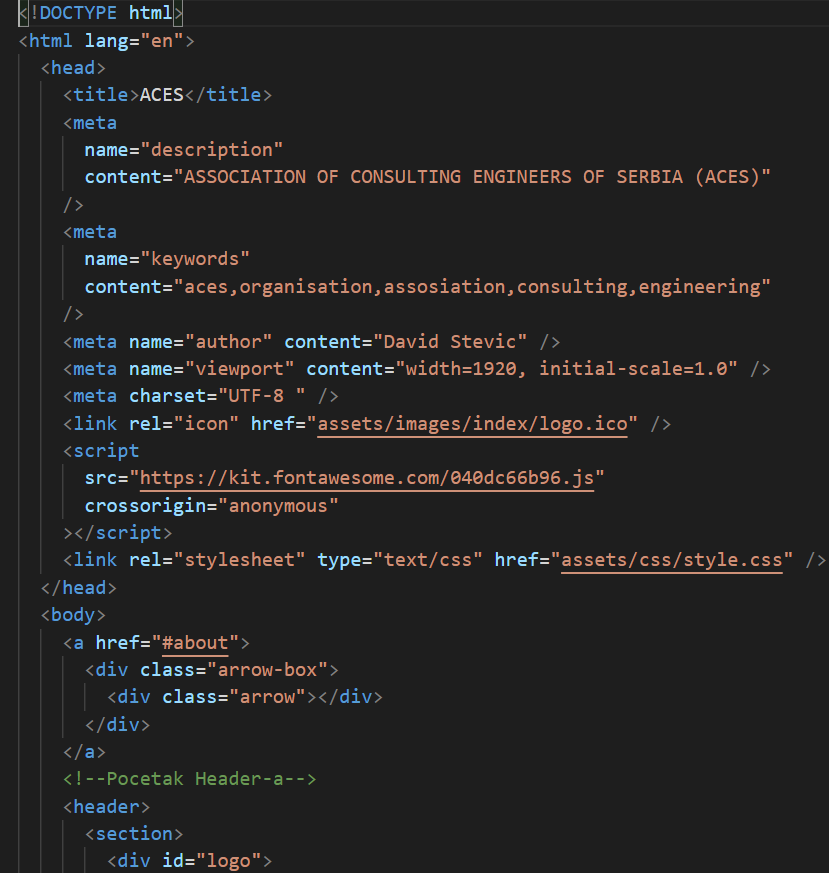 <!DOCTYPE html>
<html lang="en">
<head>
<title>ACES</title>
<meta
name="description"
content="ASSOCIATION OF CONSULTING ENGINEERS OF SERBIA (ACES)"
/>
<meta
name="keywords"
content="aces,organisation,assosiation,consulting,engineering"
/>
<meta name="author" content="David Stevic" />
<meta name="viewport" content="width=1920, initial-scale=1.0" />
<meta charset="UTF-8 " />
<link rel="icon" href="assets/images/index/logo.ico" />
<script
src="https://kit.fontawesome.com/040dc66b96.js"
crossorigin="anonymous"
></script>
<link rel="stylesheet" type="text/css" href="assets/css/style.css" />
</head>
<body>
<a href="#about">
<div class="arrow-box">
<div class="arrow"></div>
</div>
</a>
<!--Pocetak Header-a-->
<header>
<section>
<div id="logo">